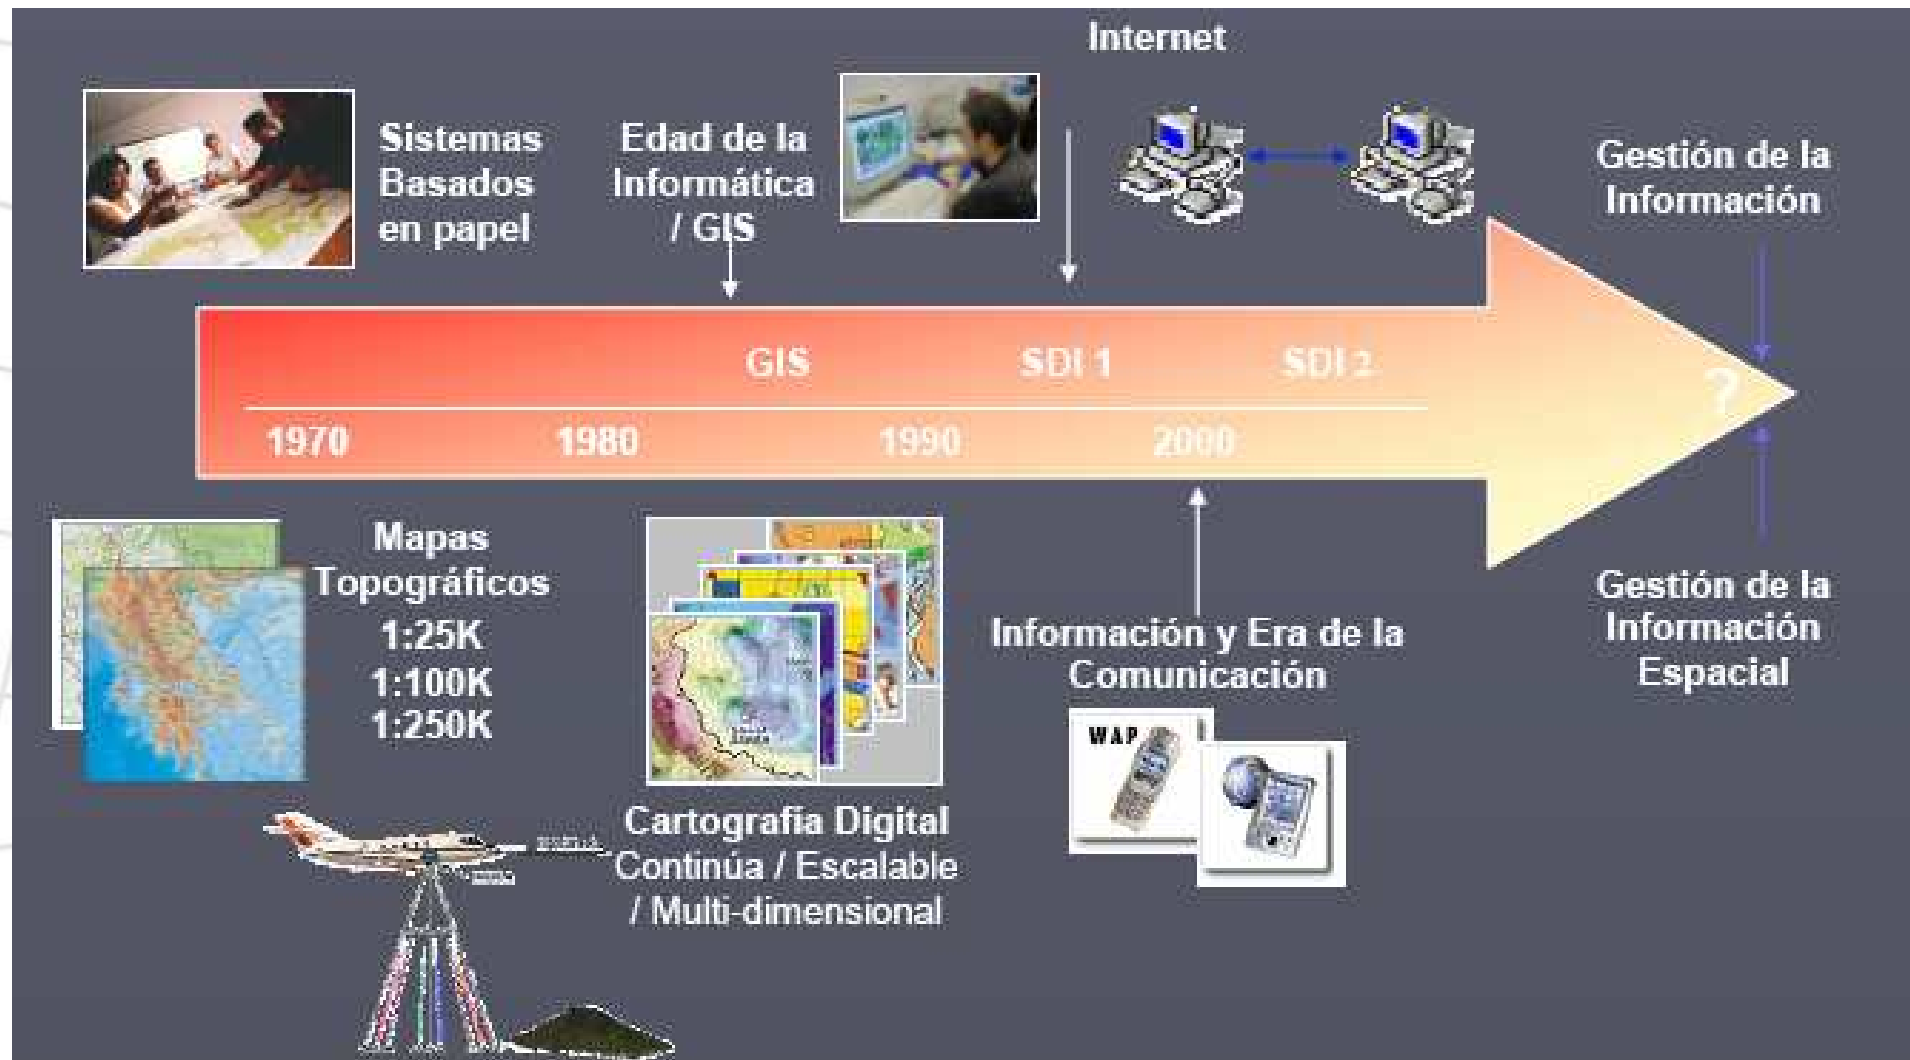 Internet
Sistemas
Basados
en papel
Edad de la
Informática
/ GIS
Gestión de la
Información
GIS
SDI 1
SDI 2
?
1970
1980
1990
2000
Mapas
Topográficos
1:25K
1:100K
1:250K
Cartografía Digital
Continúa / Escalable
/ Multi-dimensional
Información y Era de la
Comunicación
WAP
Gestión de la
Información
Espacial